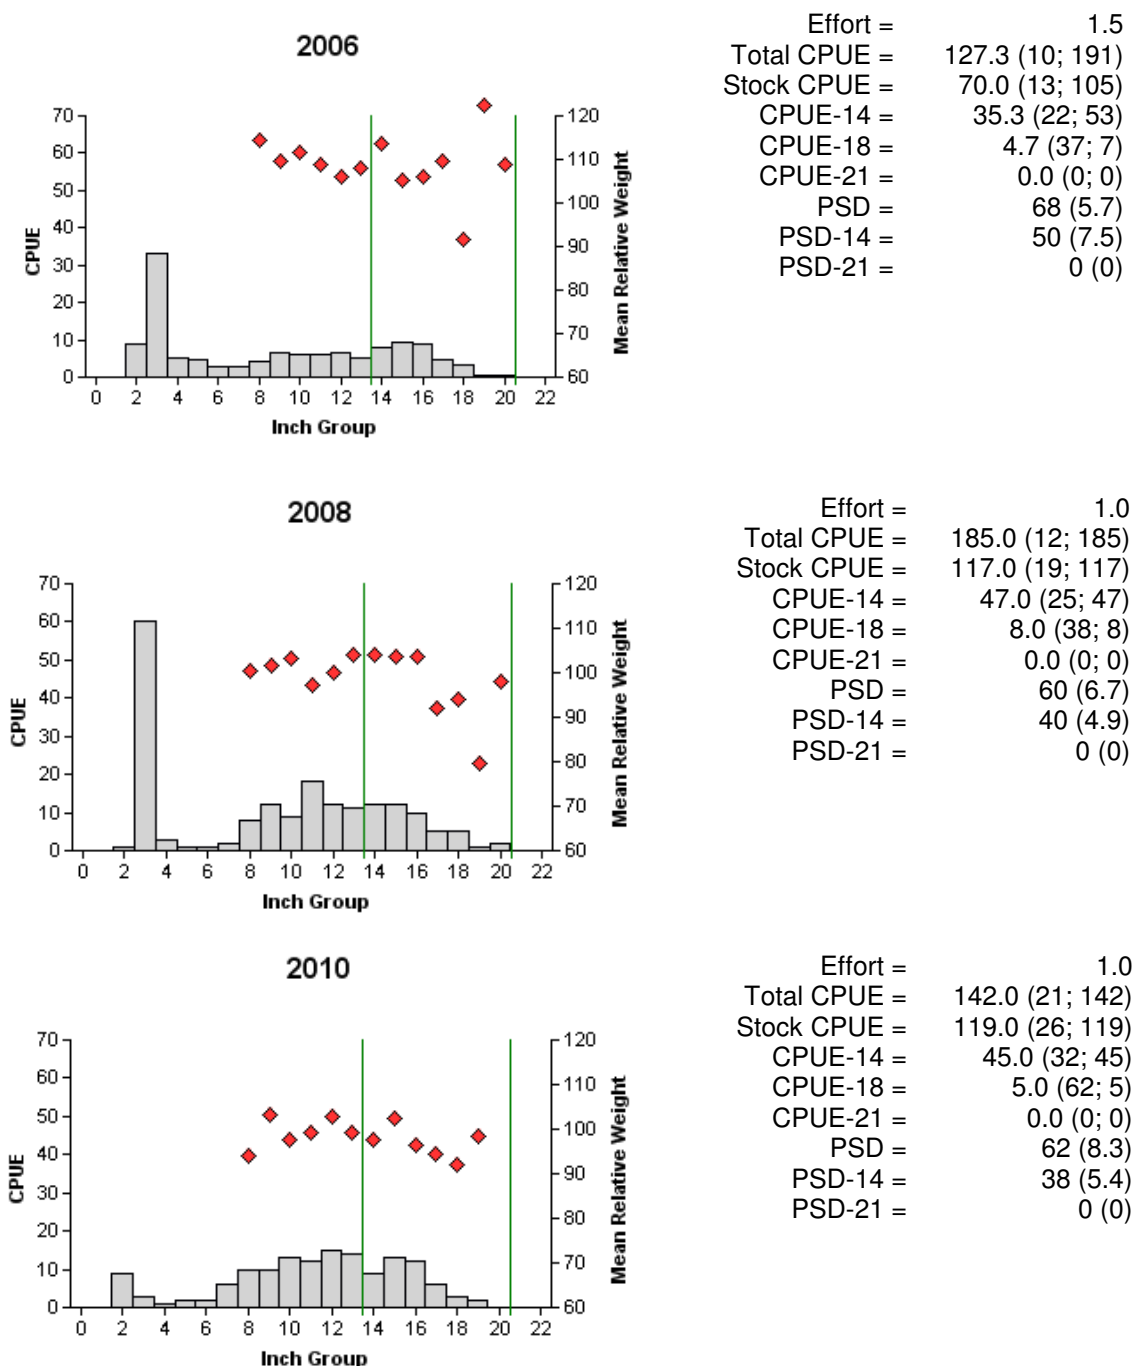 2006
Effort = 1.5
Total CPUE = 127.3 (10; 191)
Stock CPUE = 70.0 (13; 105)
CPUE-14 = 35.3 (22; 53)
CPUE-18 = 4.7 (37; 7)
CPUE-21 = 0.0 (0; 0)
PSD = 68 (5.7)
PSD-14 = 50 (7.5)
PSD-21 = 0 (0)
CPUE
70
60
50
40
30
20
10
0
120
110
100
90
80
70
60
Mean Relative Weight
0 2 4 6 8 10 12 14 16 18 20 22
Inch Group
2008
Effort = 1.0
Total CPUE = 185.0 (12; 185)
Stock CPUE = 117.0 (19; 117)
CPUE-14 = 47.0 (25; 47)
CPUE-18 = 8.0 (38; 8)
CPUE-21 = 0.0 (0; 0)
PSD = 60 (6.7)
PSD-14 = 40 (4.9)
PSD-21 = 0 (0)
CPUE
70
60
50
40
30
20
10
0
120
110
100
90
80
70
60
Mean Relative Weight
0 2 4 6 8 10 12 14 16 18 20 22
Inch Group
2010
Effort = 1.0
Total CPUE = 142.0 (21; 142)
Stock CPUE = 119.0 (26; 119)
CPUE-14 = 45.0 (32; 45)
CPUE-18 = 5.0 (62; 5)
CPUE-21 = 0.0 (0; 0)
PSD = 62 (8.3)
PSD-14 = 38 (5.4)
PSD-21 = 0 (0)
CPUE
70
60
50
40
30
20
10
0
120
110
100
90
80
70
60
Mean Relative Weight
0 2 4 6 8 10 12 14 16 18 20 22
Inch Group